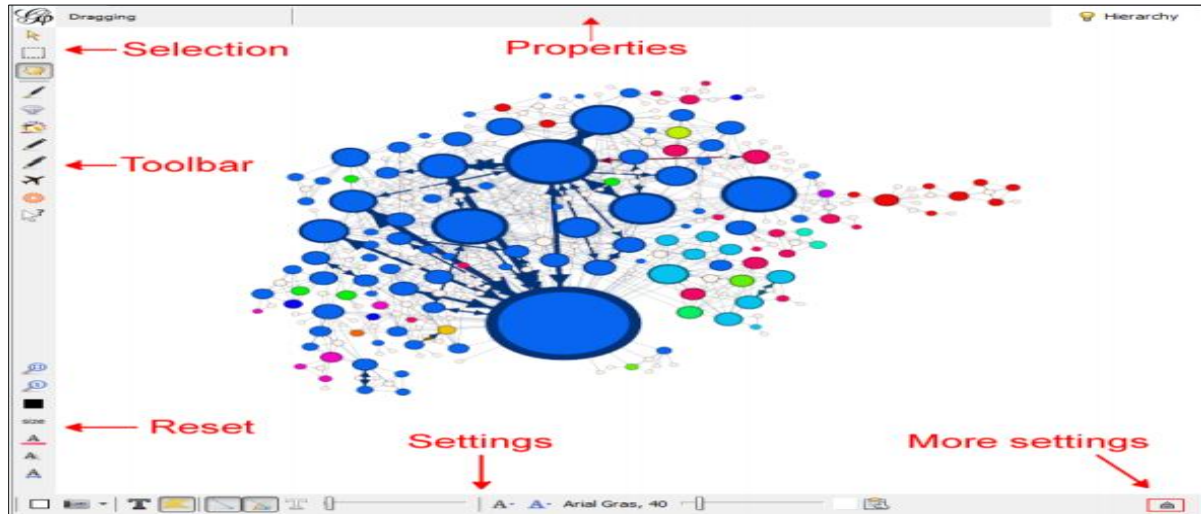 Dragging
Hierarchy
Selection
Properties
Toolbar
Reset
size
A
A
A
Settings
More settings
T
T
A-
A-
Arial Gras, 40